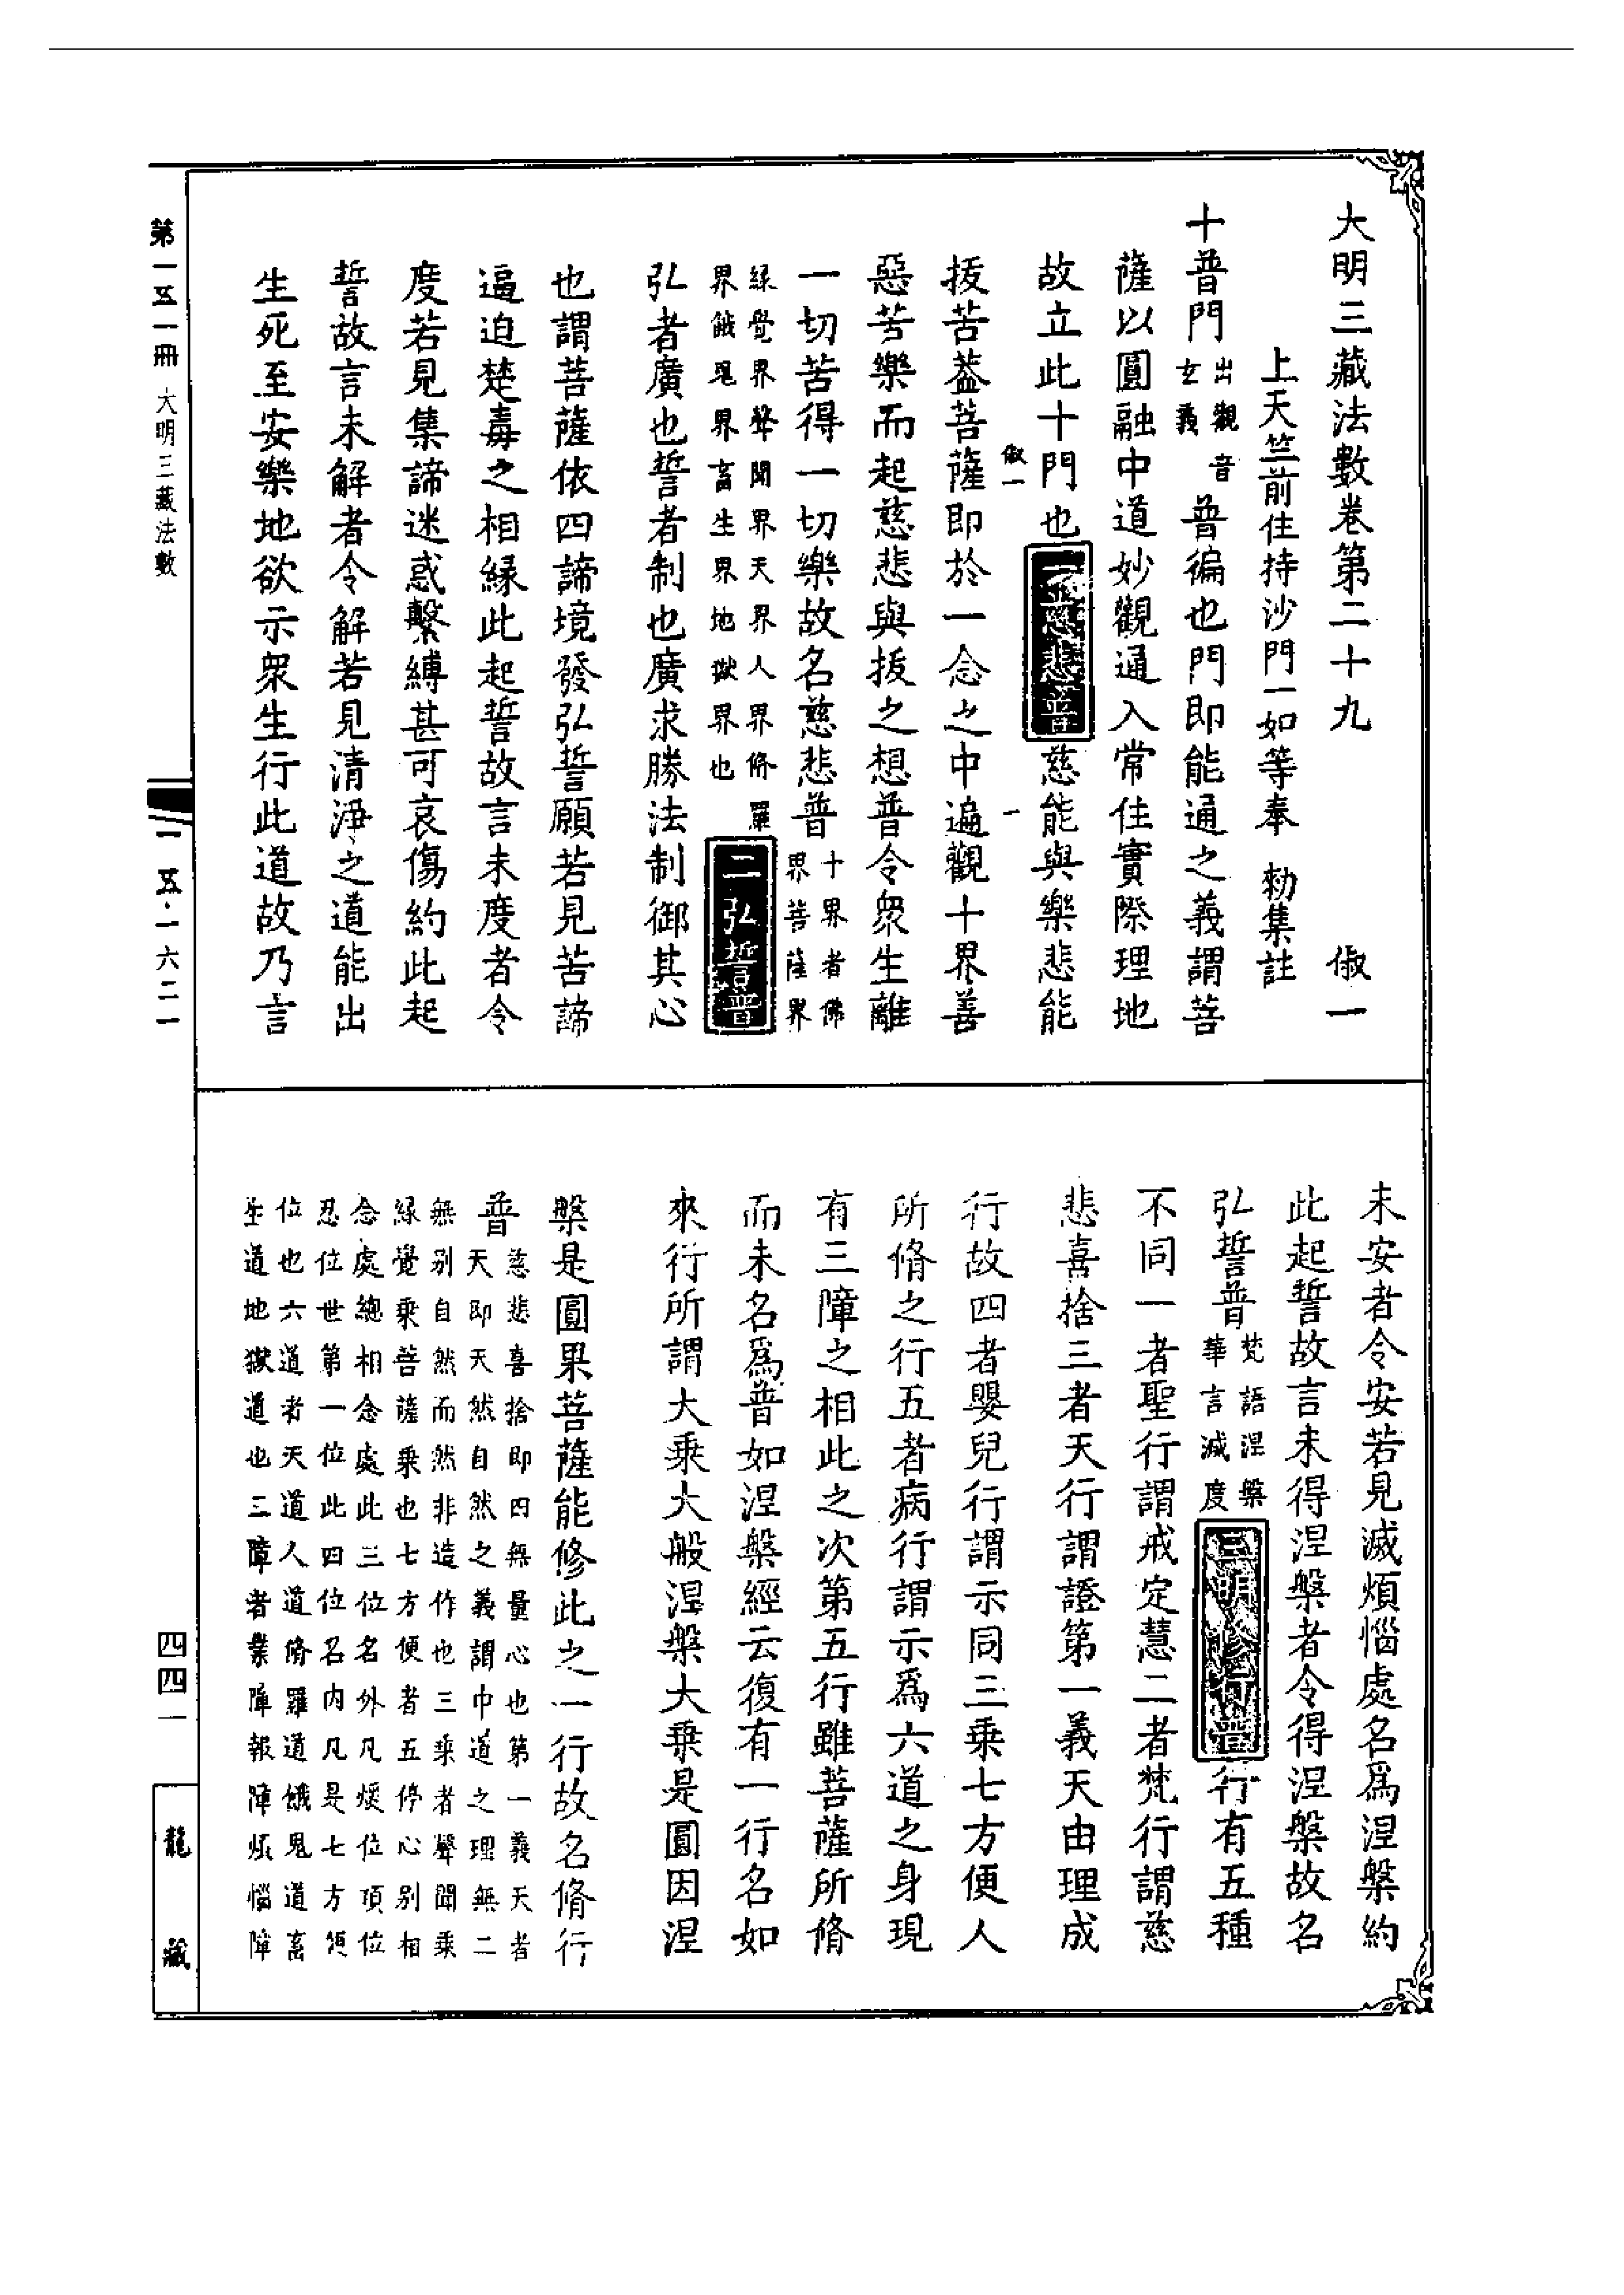 大明三藏法數卷第二十九 俶一
上天竺前住持沙門一如等奉 勅集註
十普門出觀音玄義普徧也門即能通之義謂菩
薩以圓融中道妙觀通入常住實際理地
故立此十門也一慈悲普慈能與樂悲能
俶一 一
拔苦葢菩薩即於一念之中遍觀十界善
惡苦樂而起慈悲與拔之想普令衆生離
一切苦得一切樂故名慈悲普十界者佛界菩薩界
緣覺界聲聞界天界人界脩羅
界餓鬼界畜生界地獄界也二弘誓普
弘者廣也誓者制也廣求勝法制御其心
也謂菩薩依四諦境發弘誓願若見苦諦
逼迫楚毒之相緣此起誓故言未度者令
度若見集諦迷惑繫縛甚可哀傷約此起
誓故言未解者令解若見清淨之道能出
生死至安樂地欲示衆生行此道故乃言
未安者令安若見滅煩惱處名爲涅槃約
此起誓故言未得涅槃者令得涅槃故名
弘誓普梵語涅槃華言滅度三明修行普行有五種
不同一者聖行謂戒定慧二者梵行謂慈
悲喜捨三者天行謂證第一義天由理成
行故四者嬰兒行謂示同三乘七方便人
所脩之行五者病行謂示爲六道之身現
有三障之相此之次第五行雖菩薩所脩
而未名爲普如涅槃經云復有一行名如
來行所謂大乘大般涅槃大乘是圓因涅
槃是圓果菩薩能修此之一行故名脩行
普慈悲喜捨即四無量心也第一義天者
天即天然自然之義謂中道之理無二
無別自然而然非造作也三乘者聲聞乘
緣覺乘菩薩乘也七方便者五停心別相
念處總相念處此三位名外凡煖位頂位
忍位世第一位此四位名內凡是七方便
位也六道者天道人道脩羅道餓鬼道畜
生道地獄道也三障者業障報障煩惱障
第一五一冊 大明三藏法數
一五·一六二一
四四一
龍藏